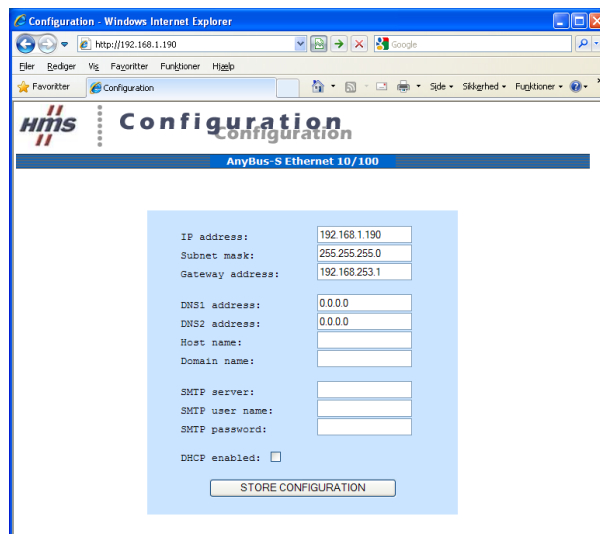 Configuration - Windows Internet Explorer
http://192.168.1.190
Google
Filer Rediger Vis Favoritter Funktioner Hjælp
Favoritter Configuration Side Sikkerhed Funktioner
HMS Configuration
Configuration
AnyBus-S Ethernet 10/100
IP address: 192.168.1.190
Subnet mask: 255.255.255.0
Gateway address: 192.168.253.1
DNS1 address: 0.0.0.0
DNS2 address: 0.0.0.0
Host name:
Domain name:
SMTP server:
SMTP user name:
SMTP password:
DHCP enabled:
STORE CONFIGURATION